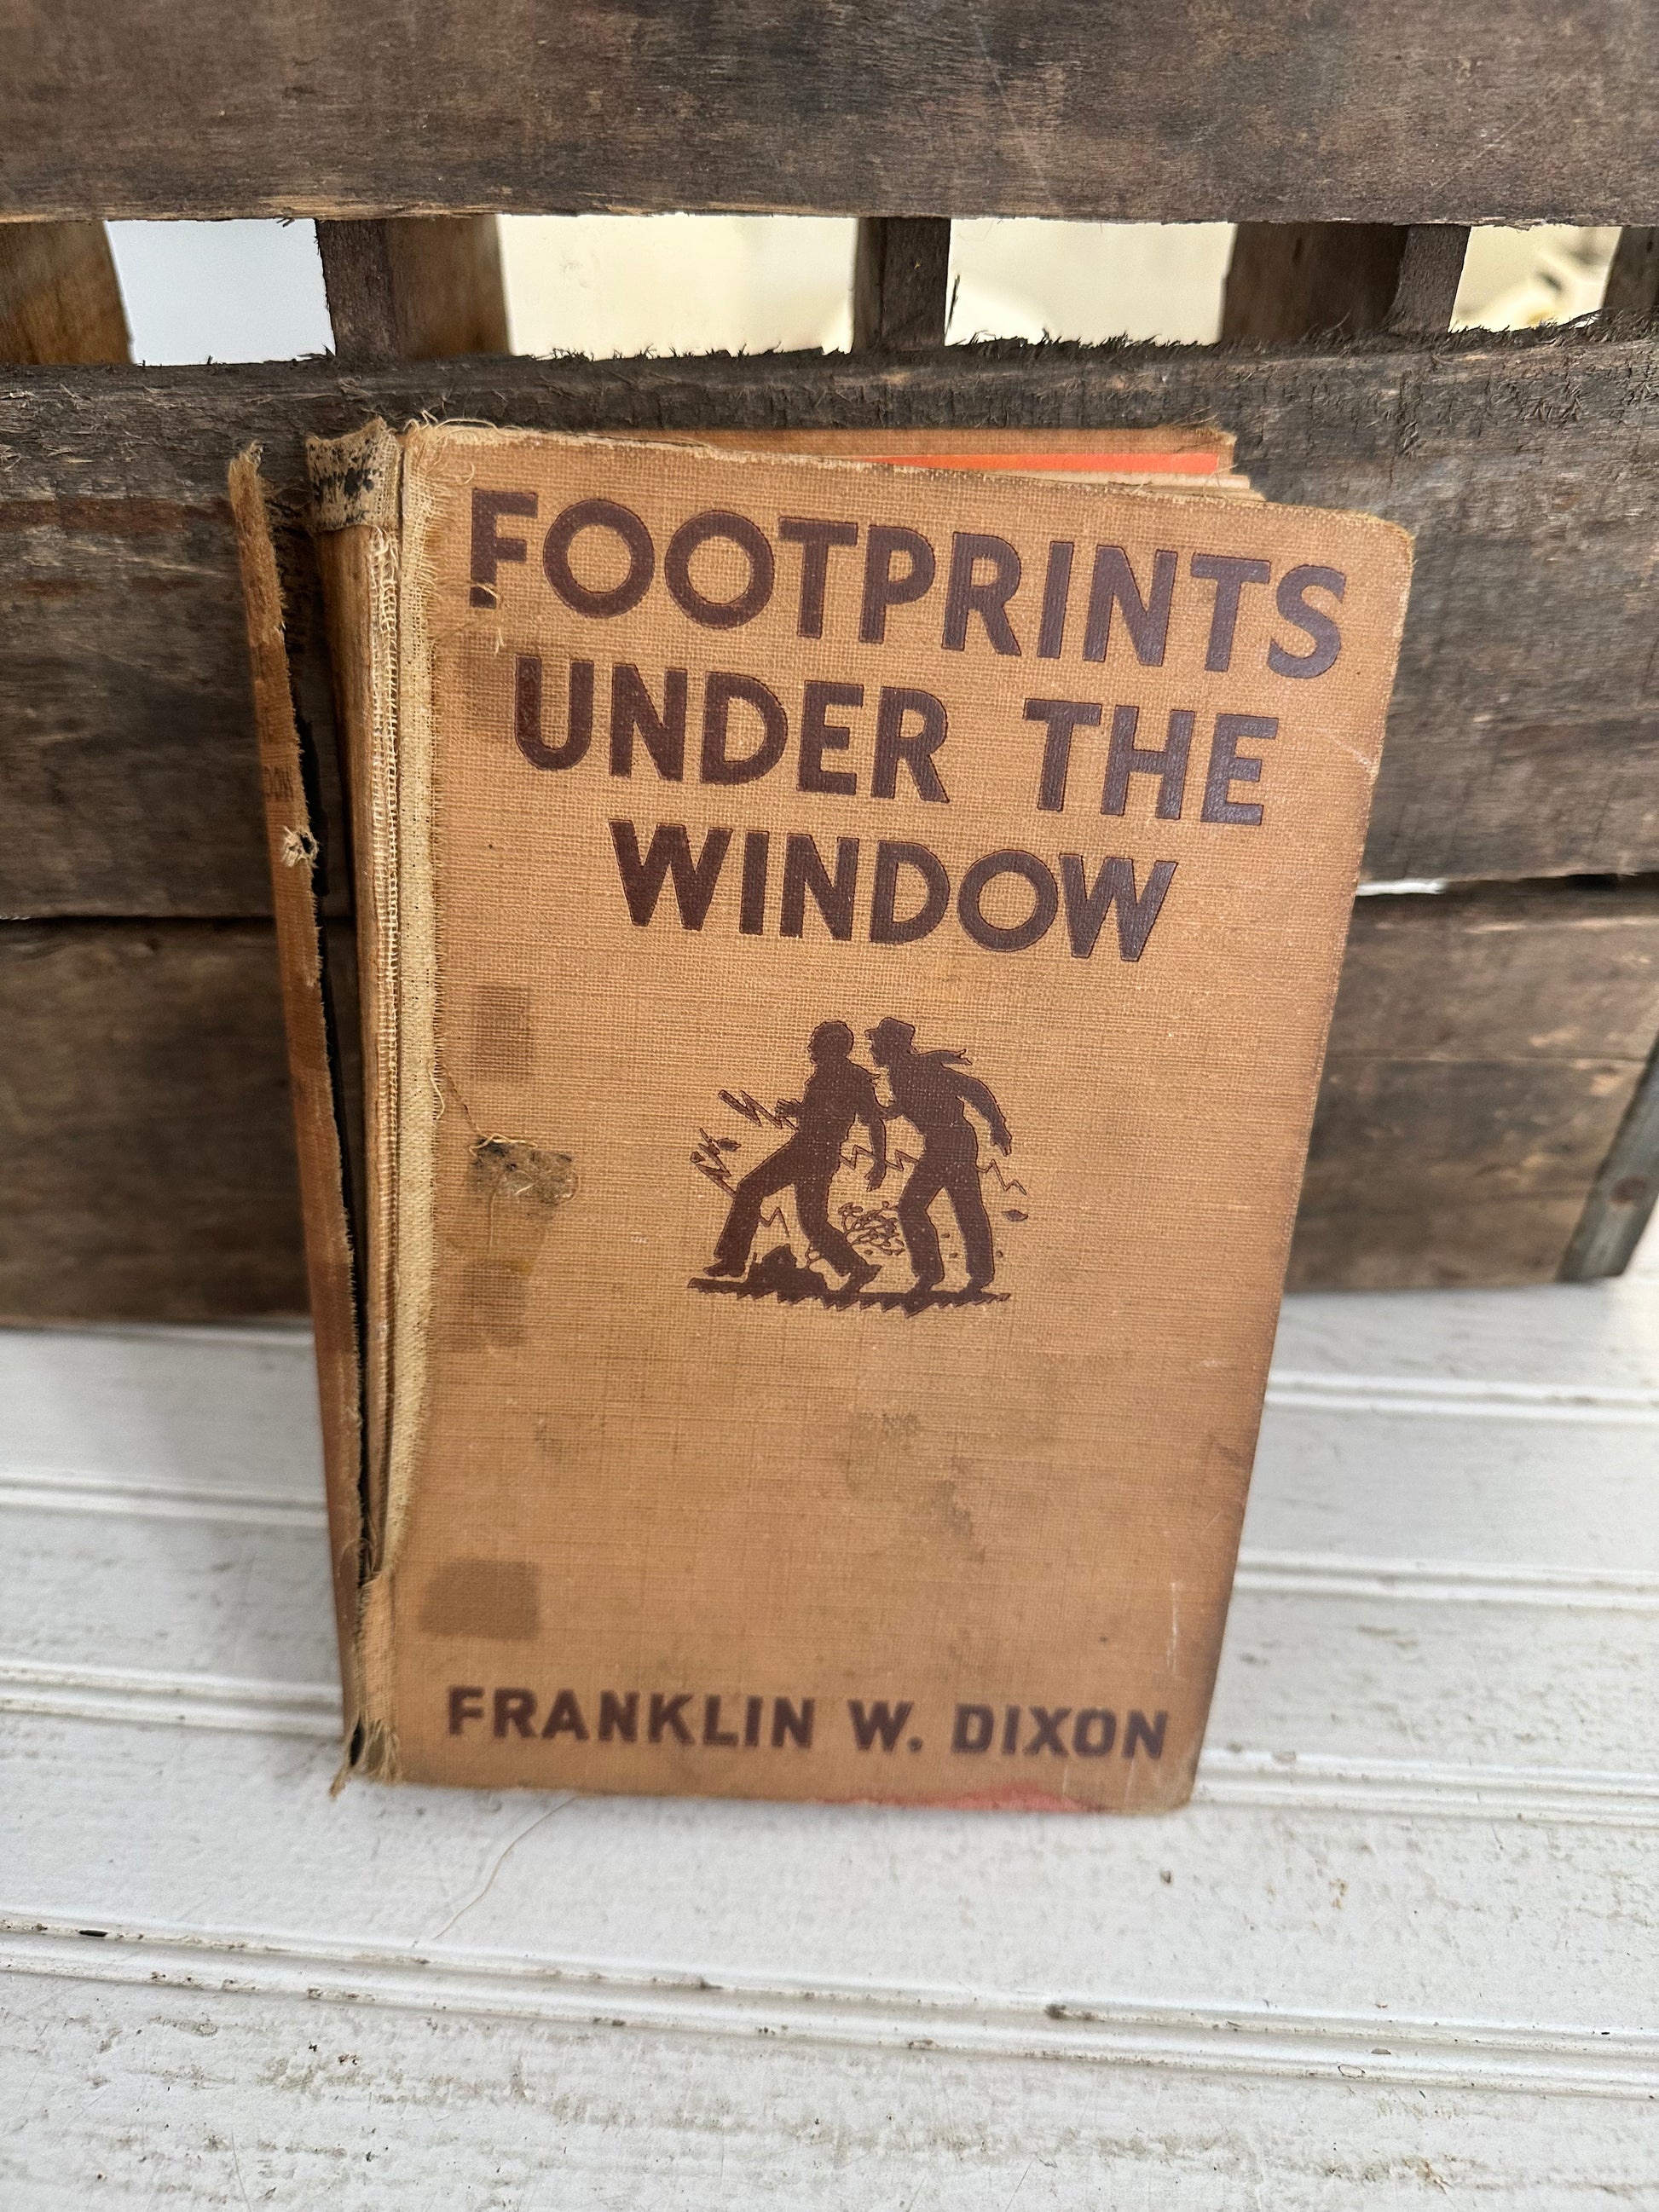 FOOTPRINTS
UNDER THE
WINDOW
FRANKLIN W. DIXON